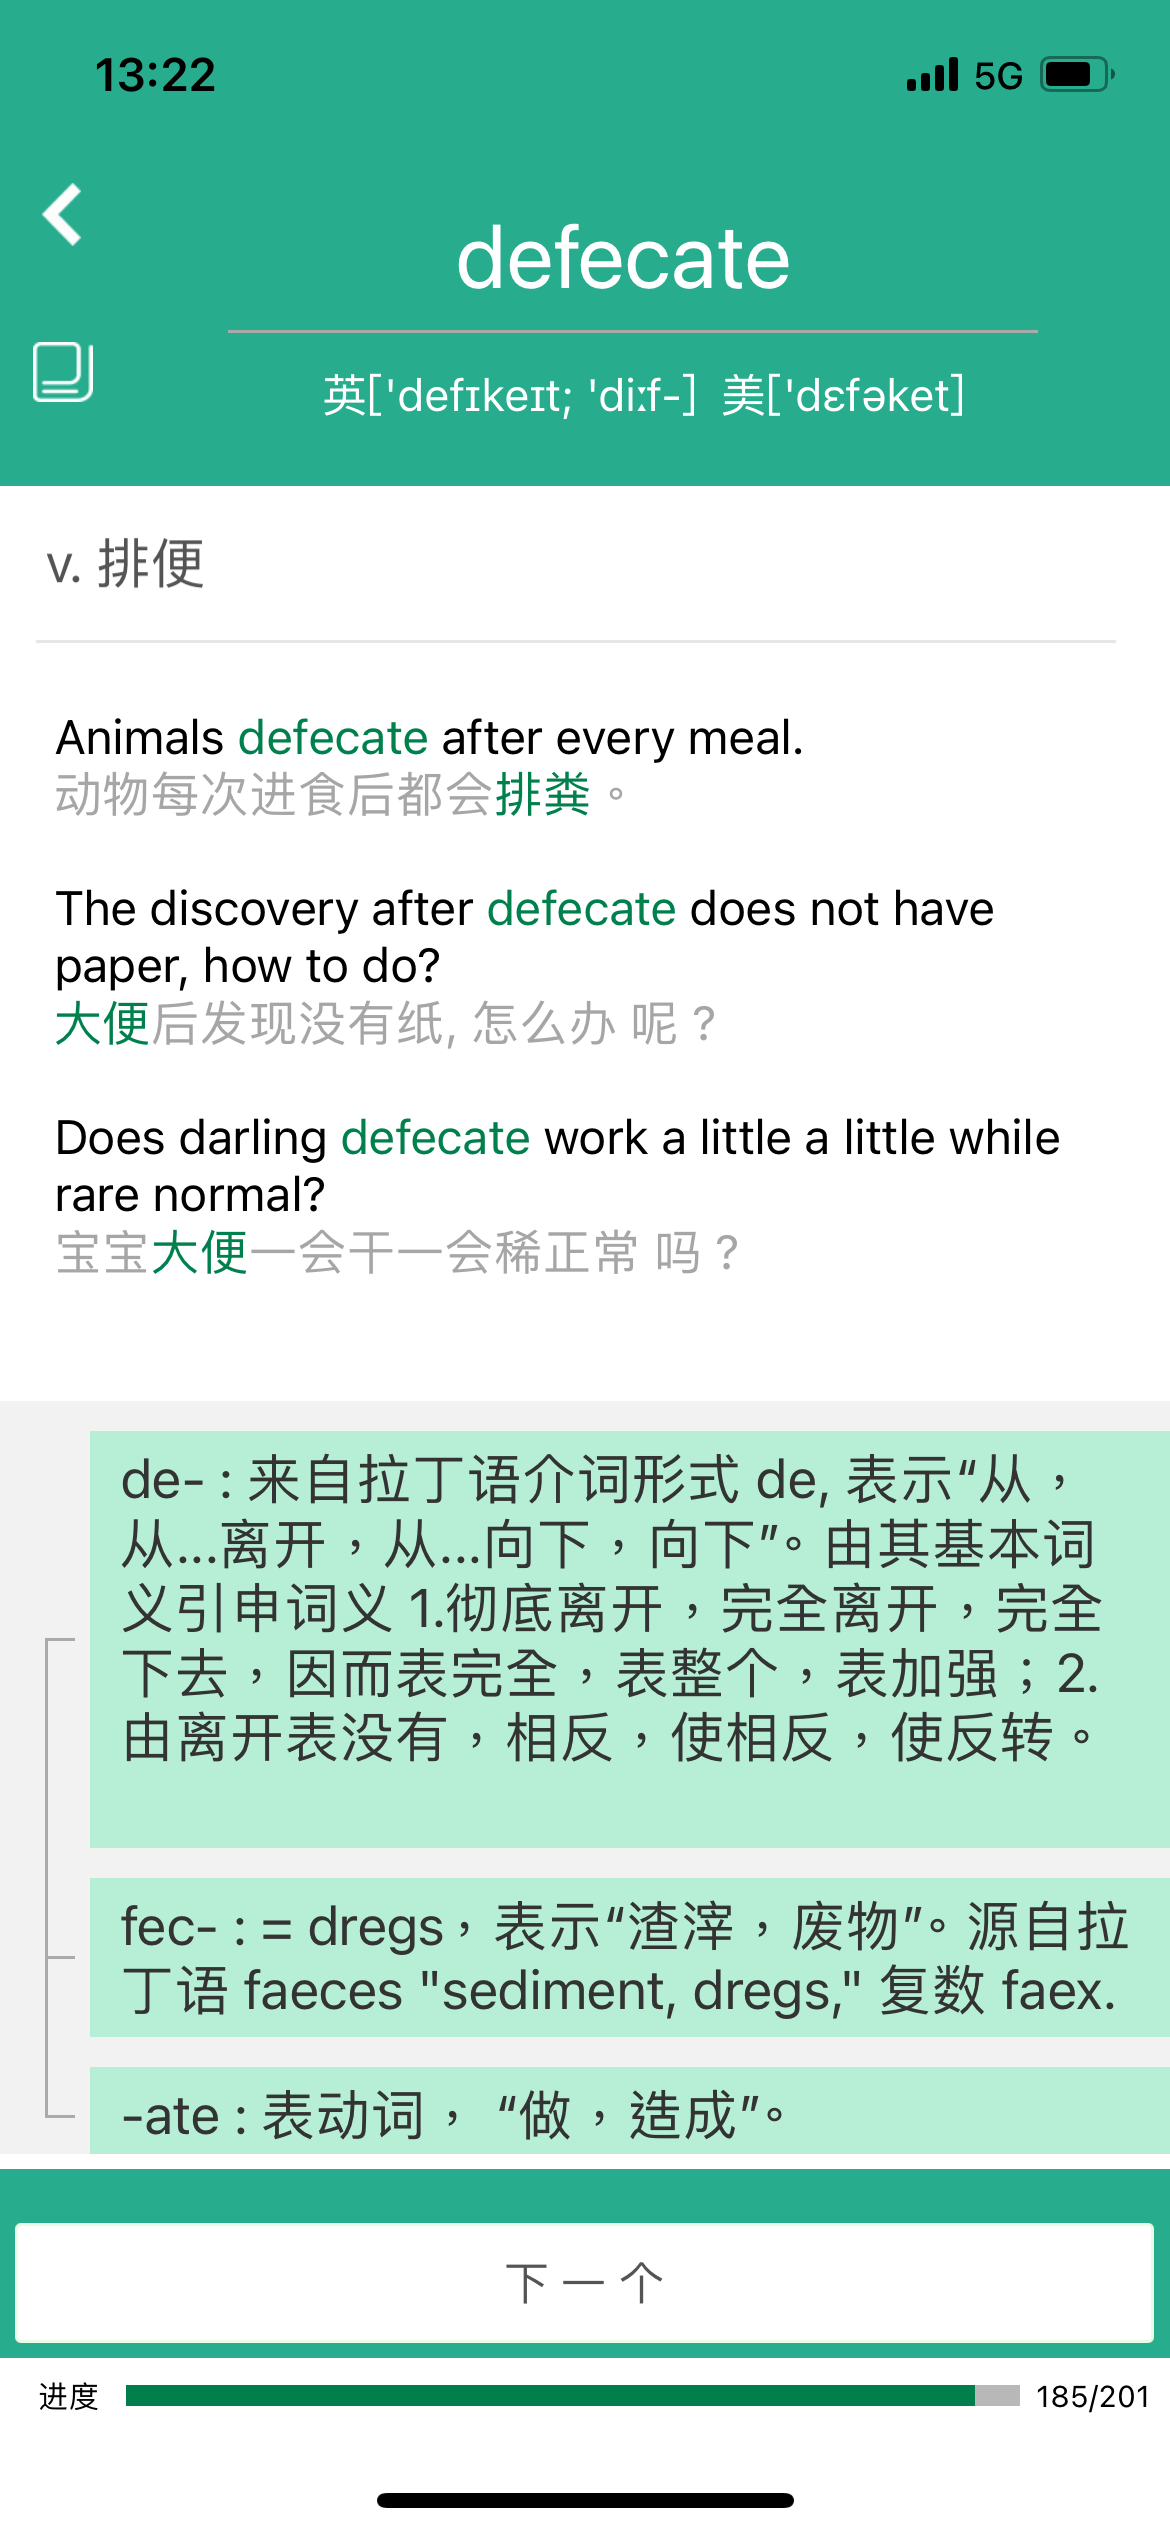 13:22
5G
defecate
英['defɪkeɪt; 'diːf-] 美['dɛfəket]
v. 排便
Animals defecate after every meal.
动物每次进食后都会排粪。
The discovery after defecate does not have
paper, how to do?
大便后发现没有纸, 怎么办 呢？
Does darling defecate work a little a little while
rare normal?
宝宝大便一会干一会稀正常 吗？
de- : 来自拉丁语介词形式 de, 表示“从，
从...离开，从...向下，向下”。由其基本词
义引申词义 1.彻底离开，完全离开，完全
下去，因而表完全，表整个，表加强；2.
由离开表没有，相反，使相反，使反转。
fec- : = dregs，表示“渣滓，废物”。源自拉
丁语 faeces "sediment, dregs," 复数 faex.
-ate : 表动词， “做，造成”。
下一个
进度 185/201